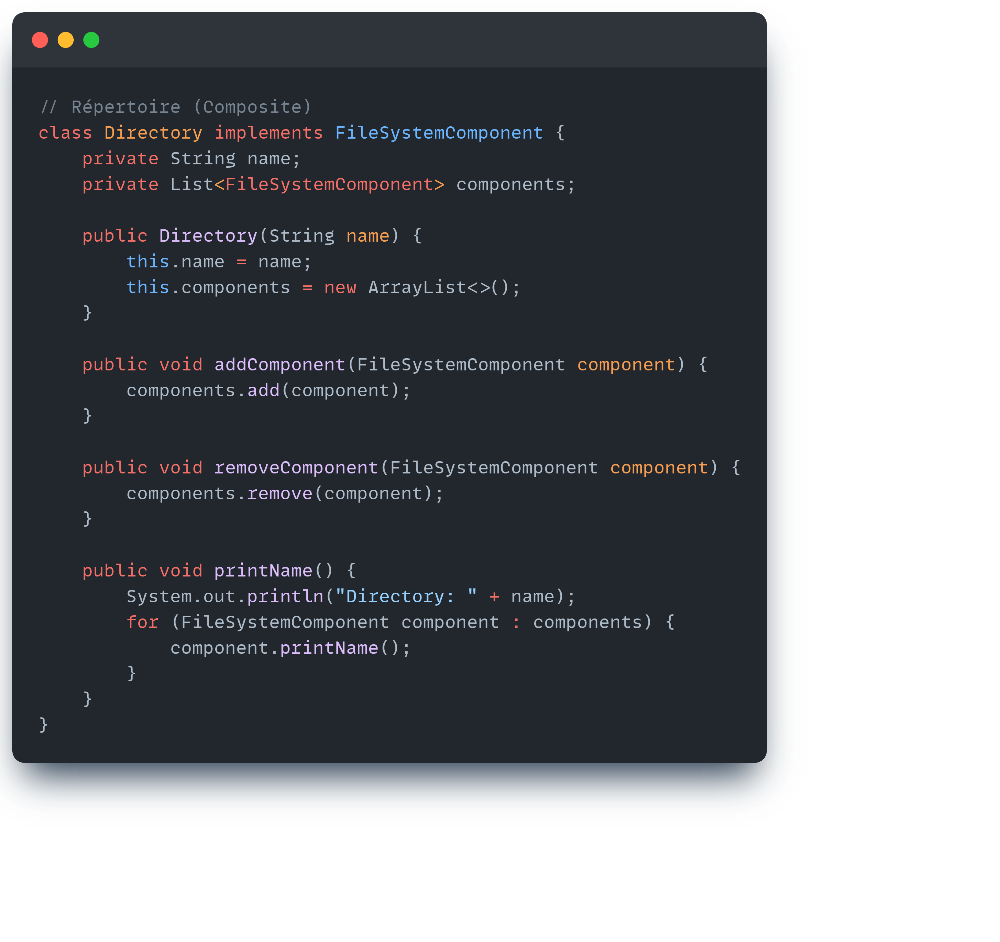 // Répertoire (Composite)
class Directory implements FileSystemComponent {
    private String name;
    private List<FileSystemComponent> components;

    public Directory(String name) {
        this.name = name;
        this.components = new ArrayList<>();
    }

    public void addComponent(FileSystemComponent component) {
        components.add(component);
    }

    public void removeComponent(FileSystemComponent component) {
        components.remove(component);
    }

    public void printName() {
        System.out.println("Directory: " + name);
        for (FileSystemComponent component : components) {
            component.printName();
        }
    }
}